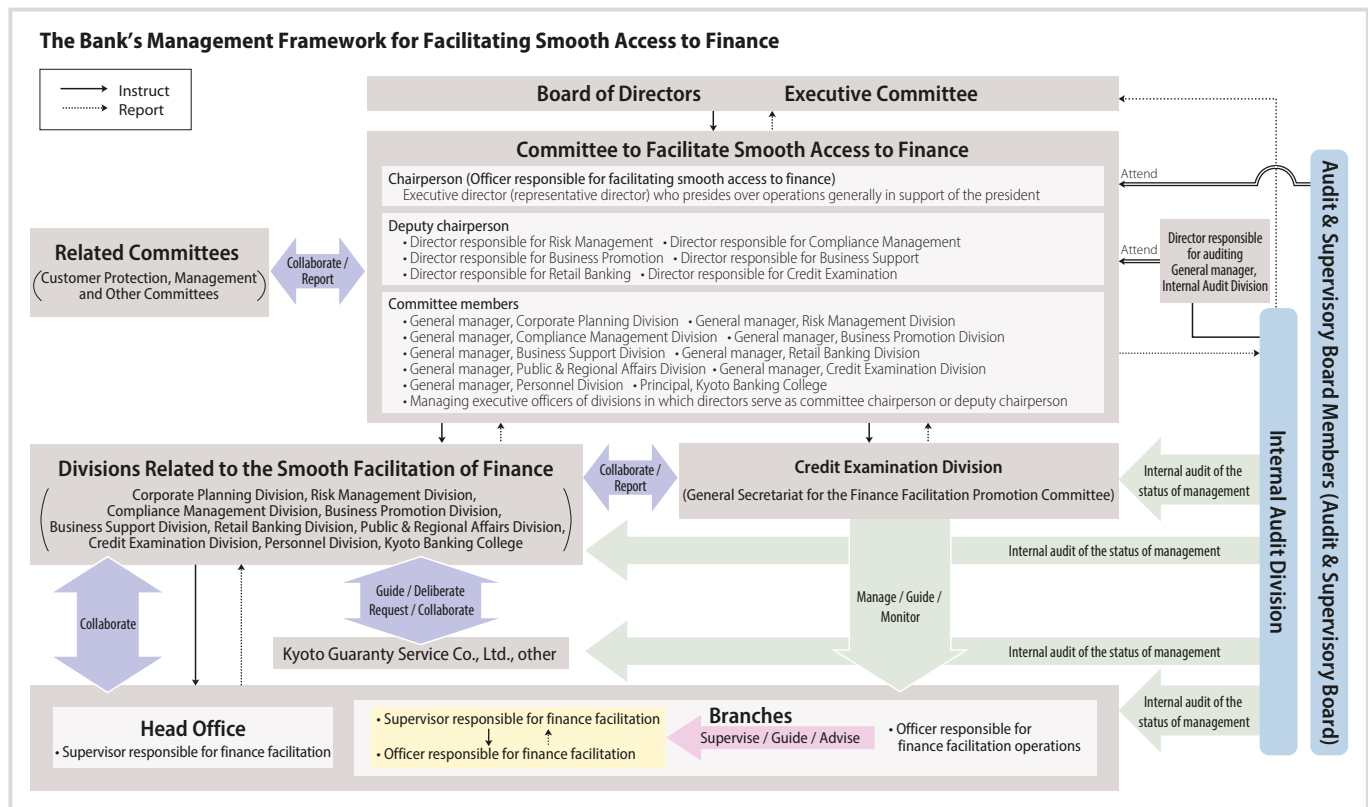 The Bank's Management Framework for Facilitating Smooth Access to Finance
Instruct
Report
Board of Directors Executive Committee
Committee to Facilitate Smooth Access to Finance
Chairperson (Officer responsible for facilitating smooth access to finance)
Executive director (representative director) who presides over operations generally in support of the president
Deputy chairperson
• Director responsible for Risk Management • Director responsible for Compliance Management
• Director responsible for Business Promotion • Director responsible for Business Support
• Director responsible for Retail Banking • Director responsible for Credit Examination
Committee members
• General manager, Corporate Planning Division • General manager, Risk Management Division
• General manager, Compliance Management Division • General manager, Business Promotion Division
• General manager, Business Support Division • General manager, Retail Banking Division
• General manager, Public & Regional Affairs Division • General manager, Credit Examination Division
• General manager, Personnel Division • Principal, Kyoto Banking College
• Managing executive officers of divisions in which directors serve as committee chairperson or deputy chairperson
Related Committees
(Customer Protection, Management
and Other Committees)
Collaborate /
Report
Attend
Attend
Director responsible
for auditing
General manager,
Internal Audit Division
Audit & Supervisory Board Members (Audit & Supervisory Board)
Internal Audit Division
Divisions Related to the Smooth Facilitation of Finance
(Corporate Planning Division, Risk Management Division,
Compliance Management Division, Business Promotion Division,
Business Support Division, Retail Banking Division, Public & Regional Affairs Division,
Credit Examination Division, Personnel Division, Kyoto Banking College)
Collaborate /
Report
Credit Examination Division
(General Secretariat for the Finance Facilitation Promotion Committee)
Internal audit of the
status of management
Internal audit of the status of management
Collaborate
Guide / Deliberate
Request / Collaborate
Manage / Guide /
Monitor
Kyoto Guaranty Service Co., Ltd., other
Internal audit of the status of management
Internal audit of the
status of management
Head Office
• Supervisor responsible for finance facilitation
• Supervisor responsible for finance facilitation
• Officer responsible for finance facilitation
Branches
Supervise / Guide / Advise
• Officer responsible for
finance facilitation operations